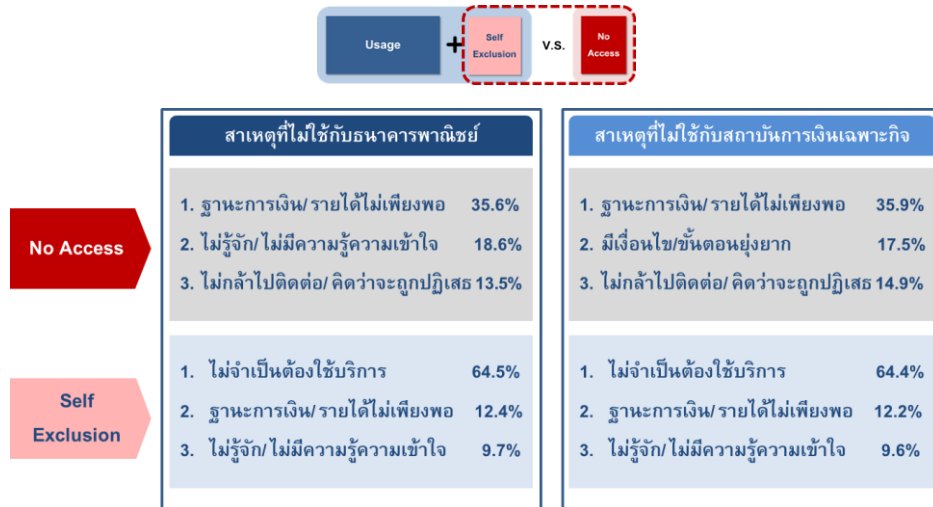 Usage
+
Self
Exclusion
V.S.
No
Access
สาเหตุที่ไม่ใช้กับธนาคารพาณิชย์
สาเหตุที่ไม่ใช้กับสถาบันการเงินเฉพาะกิจ
No Access
1. ฐานะการเงิน/รายได้ไม่เพียงพอ 35.6%
2. ไม่รู้จัก/ไม่มีความรู้ความเข้าใจ 18.6%
3. ไม่กล้าไปติดต่อ/คิดว่าจะถูกปฏิเสธ 13.5%
1. ฐานะการเงิน/รายได้ไม่เพียงพอ 35.9%
2. มีเงื่อนไข/ขั้นตอนยุ่งยาก 17.5%
3. ไม่กล้าไปติดต่อ/คิดว่าจะถูกปฏิเสธ 14.9%
Self
Exclusion
1. ไม่จำเป็นต้องใช้บริการ 64.5%
2. ฐานะการเงิน/รายได้ไม่เพียงพอ 12.4%
3. ไม่รู้จัก/ไม่มีความรู้ความเข้าใจ 9.7%
1. ไม่จำเป็นต้องใช้บริการ 64.4%
2. ฐานะการเงิน/รายได้ไม่เพียงพอ 12.2%
3. ไม่รู้จัก/ไม่มีความรู้ความเข้าใจ 9.6%